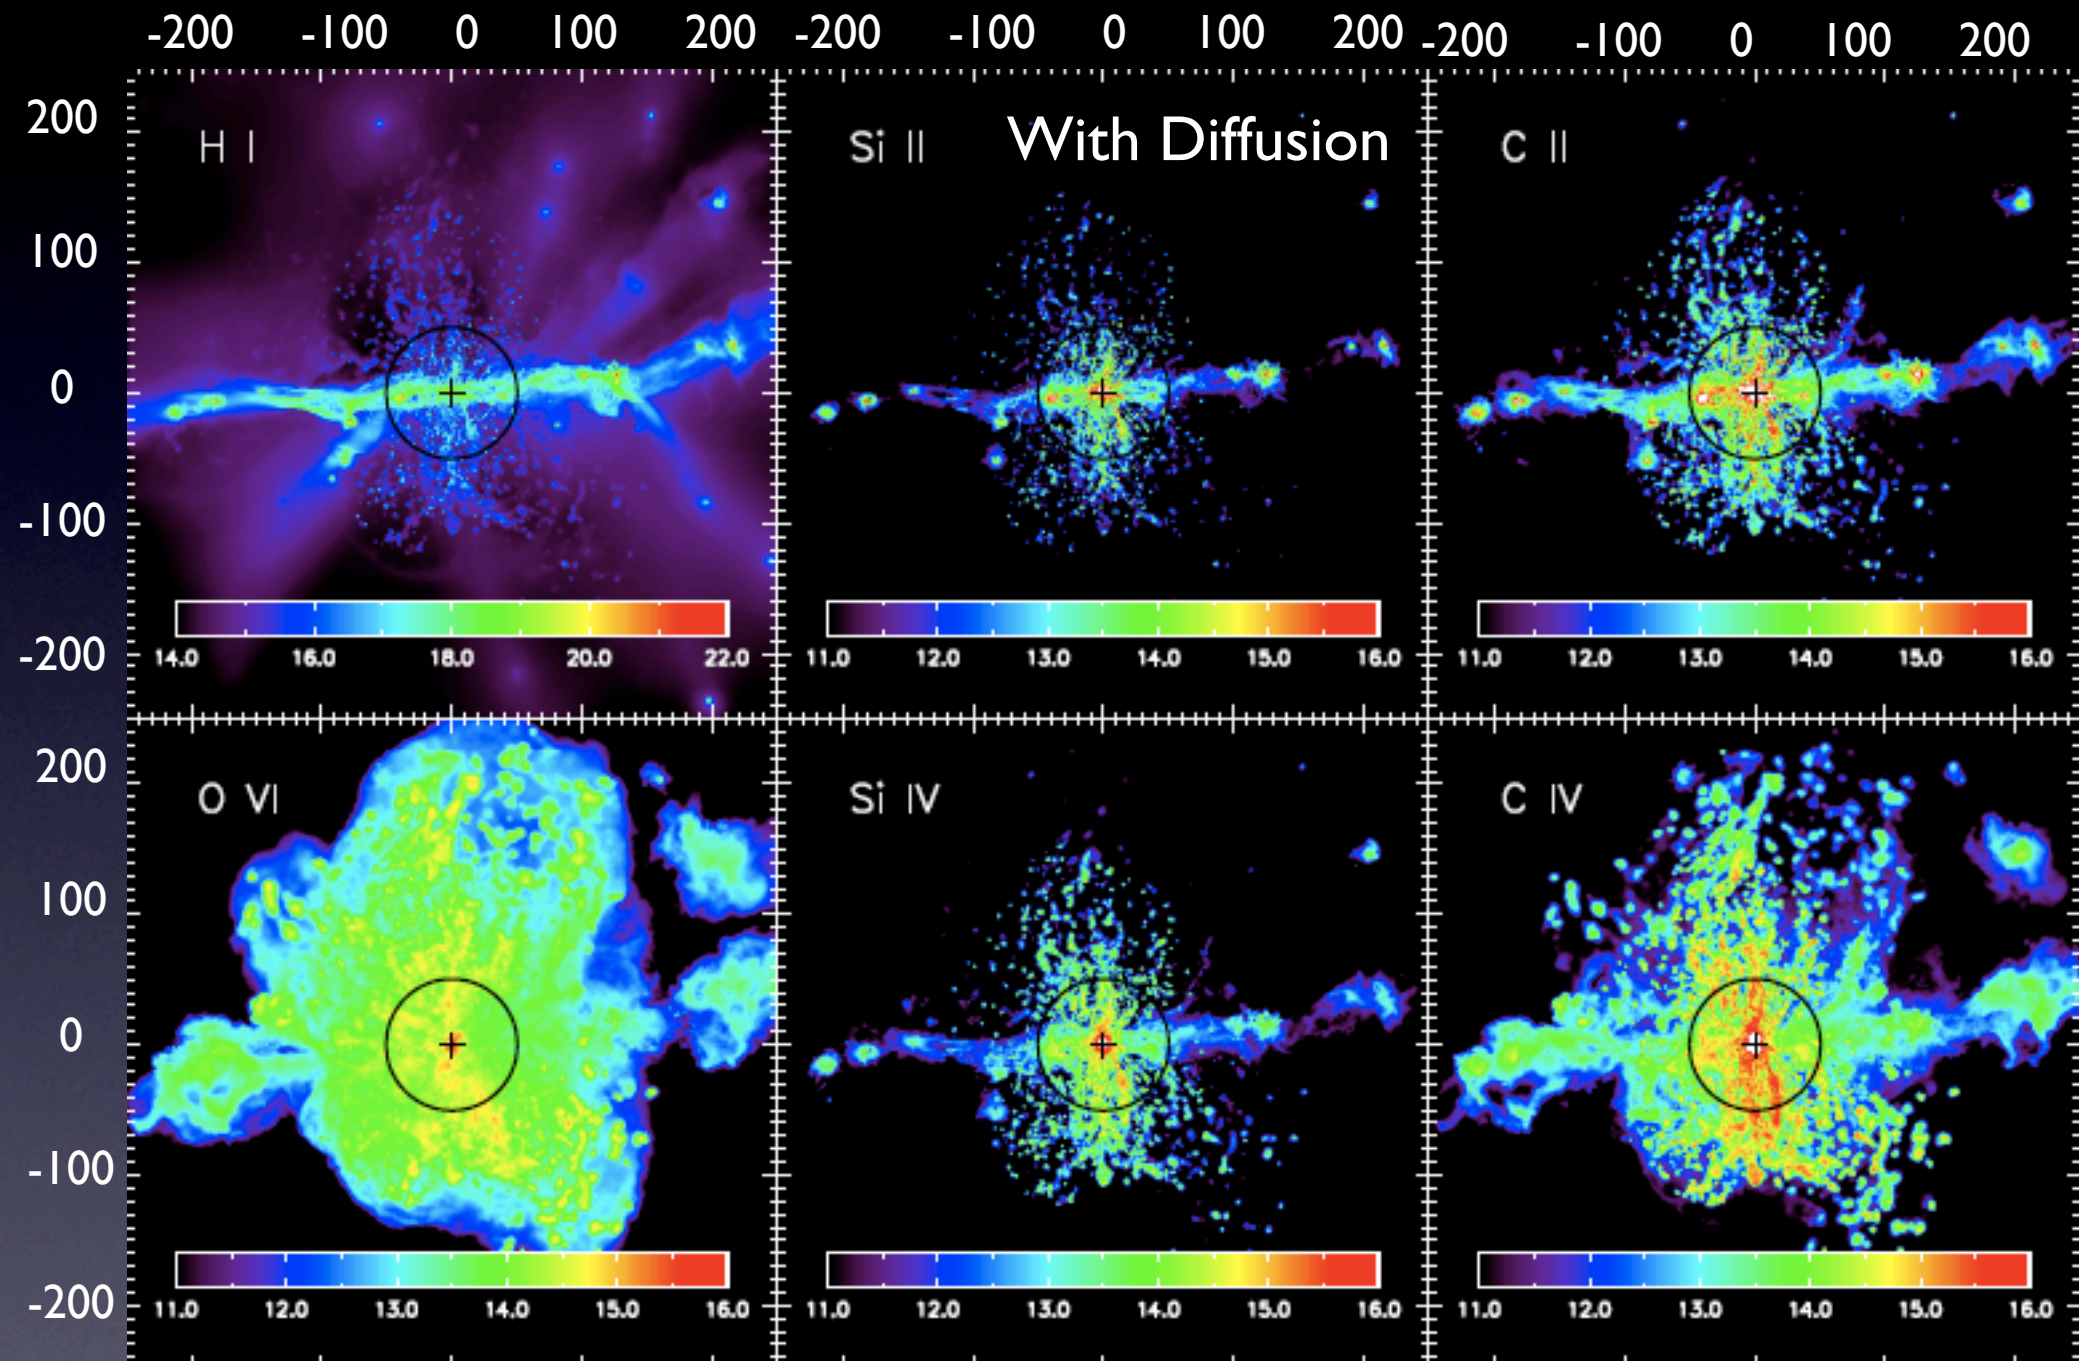 -200 -100 0 100 200 -200 -100 0 100 200 -200 -100 0 100 200
200
H I
Si II
With Diffusion
C II
100
0
-100
-200
14.0 16.0 18.0 20.0 22.0
11.0 12.0 13.0 14.0 15.0 16.0
11.0 12.0 13.0 14.0 15.0 16.0
200
O VI
Si IV
C IV
100
0
-100
-200
11.0 12.0 13.0 14.0 15.0 16.0
11.0 12.0 13.0 14.0 15.0 16.0
11.0 12.0 13.0 14.0 15.0 16.0